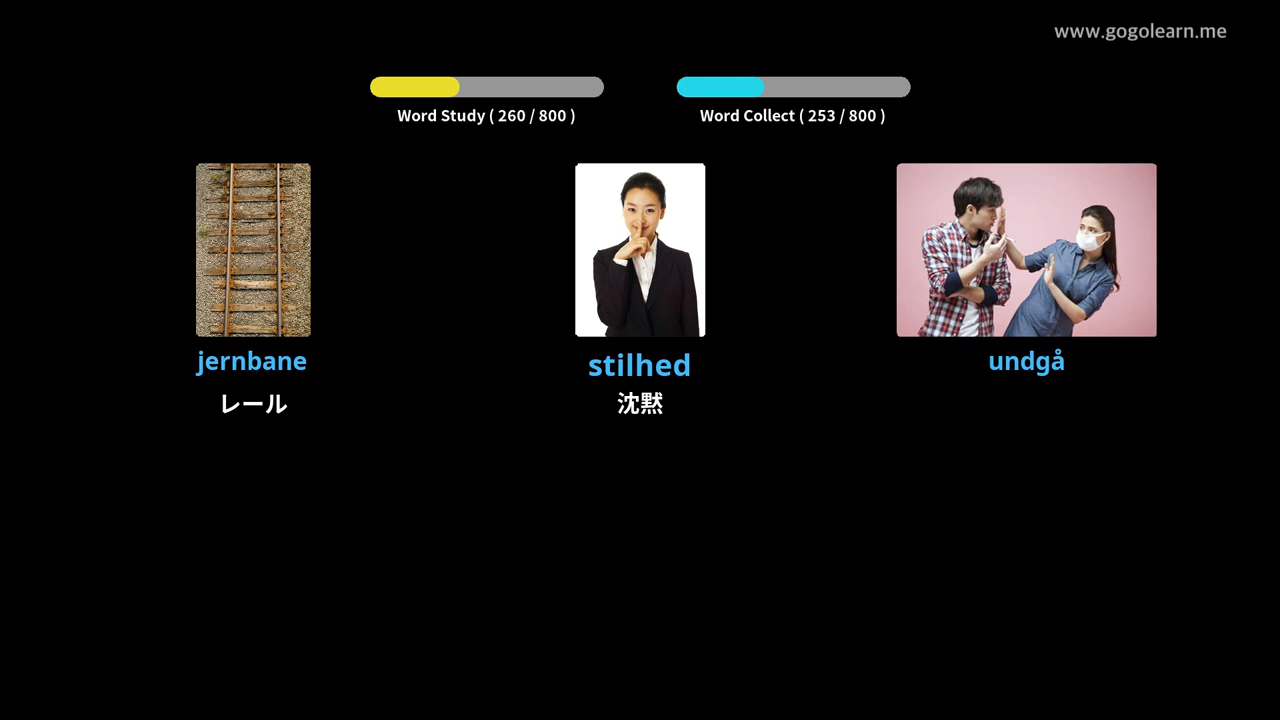 www.gogolearn.me
Word Study ( 260 / 800 )
Word Collect ( 253 / 800 )
jernbane
レール
stilhed
沈黙
undgå